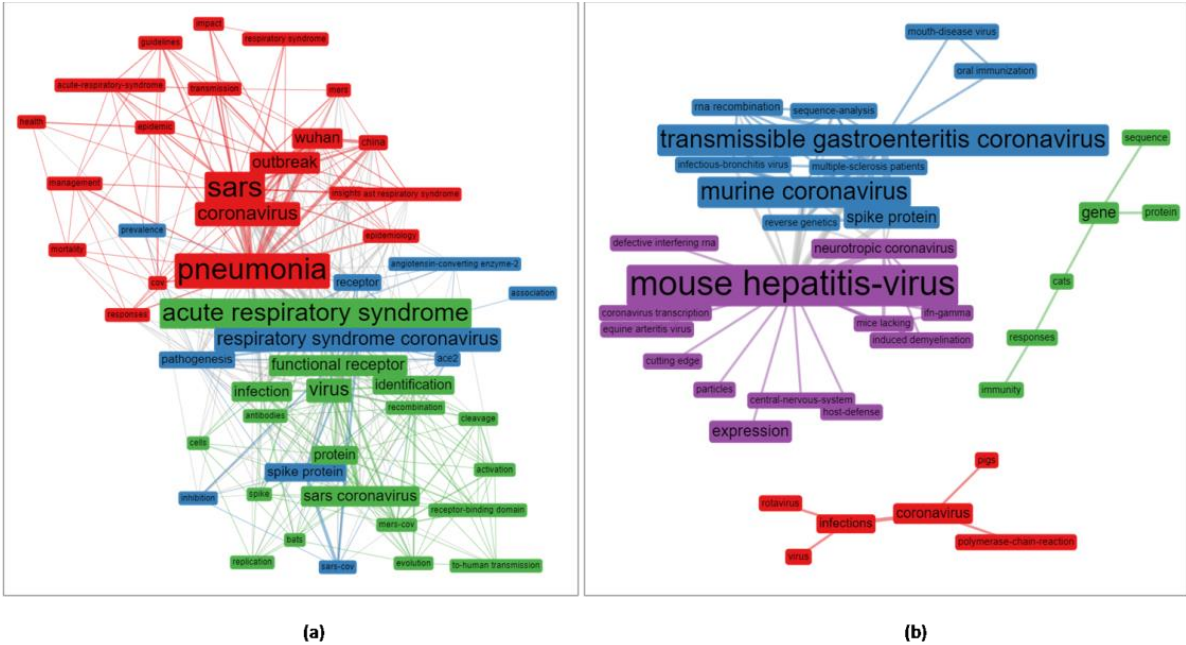 impact
respiratory syndrome
guidelines
acute-respiratory-syndrome
transmission
mers
health
epidemic
wuhan
china
outbreak
management
sars
insights
ast respiratory syndrome
coronavirus
prevalence
epidemiology
mortality
pneumonia
angiotensin-converting enzyme-2
cov
receptor
association
responses
acute respiratory syndrome
respiratory syndrome coronavirus
pathogenesis
ace2
functional receptor
infection
virus
identification
antibodies
recombination
cleavage
cells
protein
spike protein
activation
inhibition
spike
sars coronavirus
receptor-binding domain
mers-cov
bats
replication
sars-cov
evolution
to-human transmission
(a)
mouth-disease virus
oral immunization
rna recombination
sequence-analysis
transmissible gastroenteritis coronavirus
infectious-bronchitis virus
multiple-sclerosis patients
murine coronavirus
reverse genetics
spike protein
defective interfering rna
neurotropic coronavirus
mouse hepatitis-virus
coronavirus transcription
ifn-gamma
equine arteritis virus
mice lacking
induced demyelination
cutting edge
particles
central-nervous-system
host-defense
expression
sequence
gene
protein
cats
responses
immunity
pigs
rotavirus
coronavirus
infections
polymerase-chain-reaction
virus
(b)